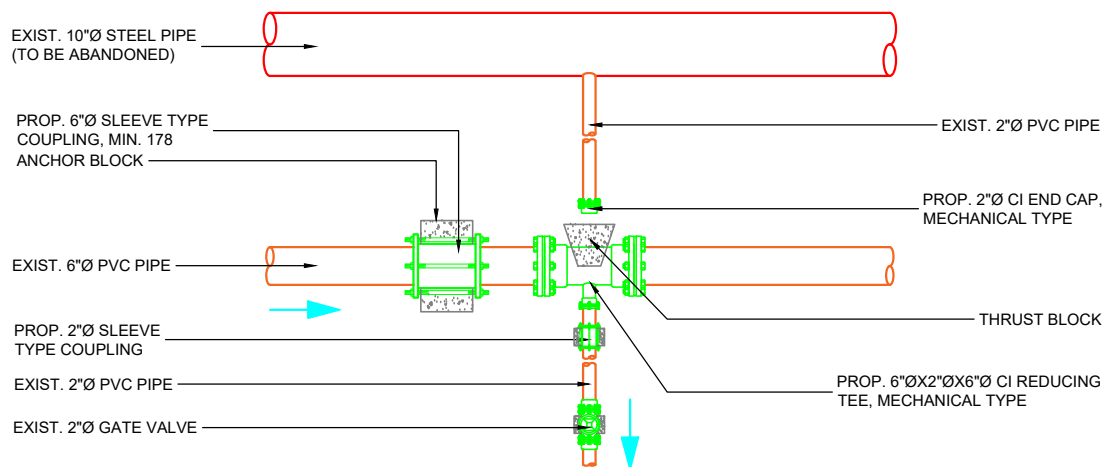 EXIST. 10"Ø STEEL PIPE
(TO BE ABANDONED)
PROP. 6"Ø SLEEVE TYPE
COUPLING, MIN. 178
ANCHOR BLOCK
EXIST. 6"Ø PVC PIPE
PROP. 2"Ø SLEEVE
TYPE COUPLING
EXIST. 2"Ø PVC PIPE
EXIST. 2"Ø GATE VALVE
EXIST. 2"Ø PVC PIPE
PROP. 2"Ø CI END CAP,
MECHANICAL TYPE
THRUST BLOCK
PROP. 6"ØX2"ØX6"Ø CI REDUCING
TEE, MECHANICAL TYPE